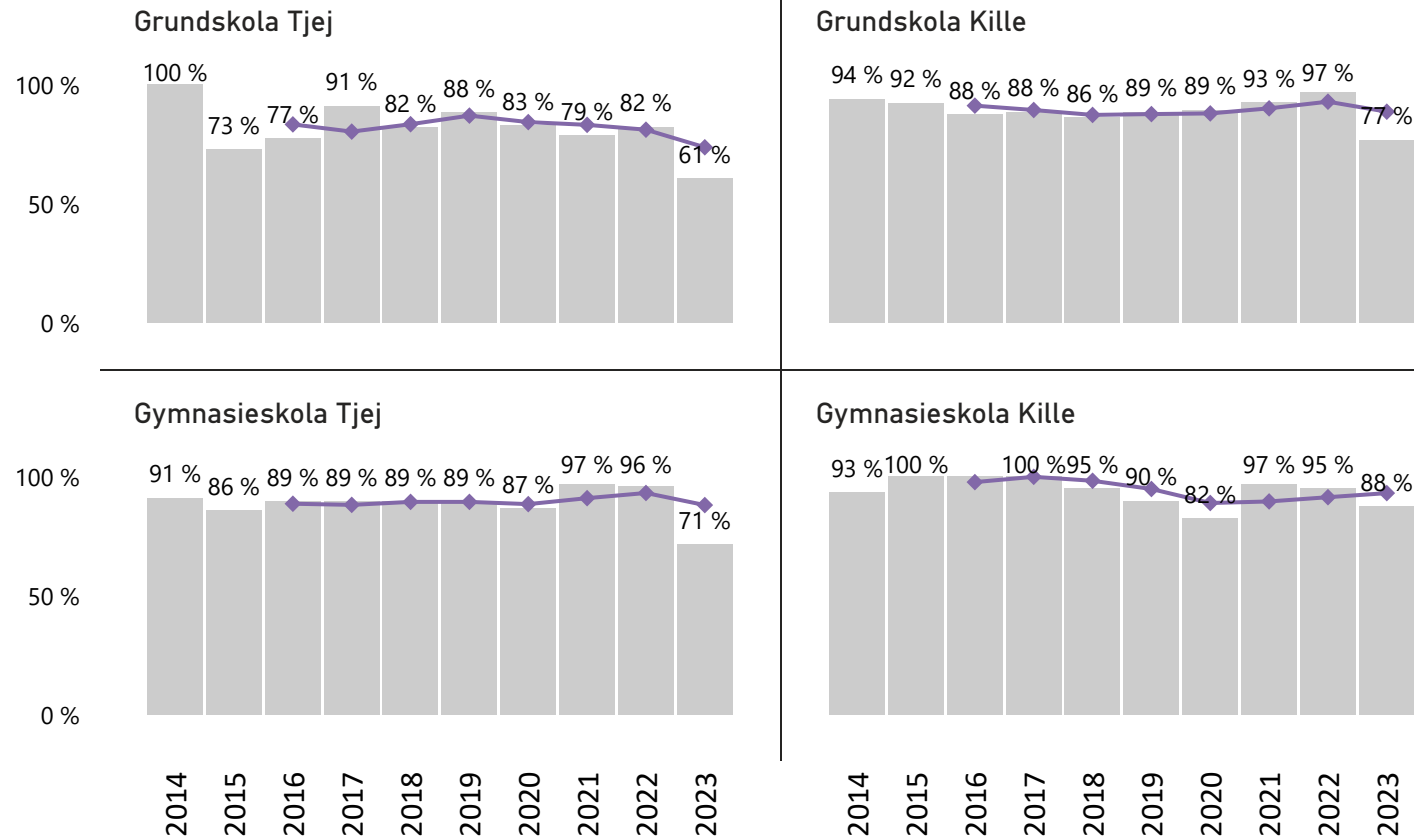 Grundskola Tjej
100 %
50 %
0 %
100 % 73 % 77 % 91 % 82 % 88 % 83 % 79 % 82 % 61 %
Grundskola Kille
94 % 92 % 88 % 88 % 86 % 89 % 89 % 93 % 97 % 77 %
Gymnasieskola Tjej
100 %
50 %
0 %
91 % 86 % 89 % 89 % 89 % 89 % 87 % 97 % 96 % 71 %
2014 2015 2016 2017 2018 2019 2020 2021 2022 2023
Gymnasieskola Kille
93 % 100 % 100 % 95 % 90 % 82 % 97 % 95 % 88 %
2014 2015 2016 2017 2018 2019 2020 2021 2022 2023